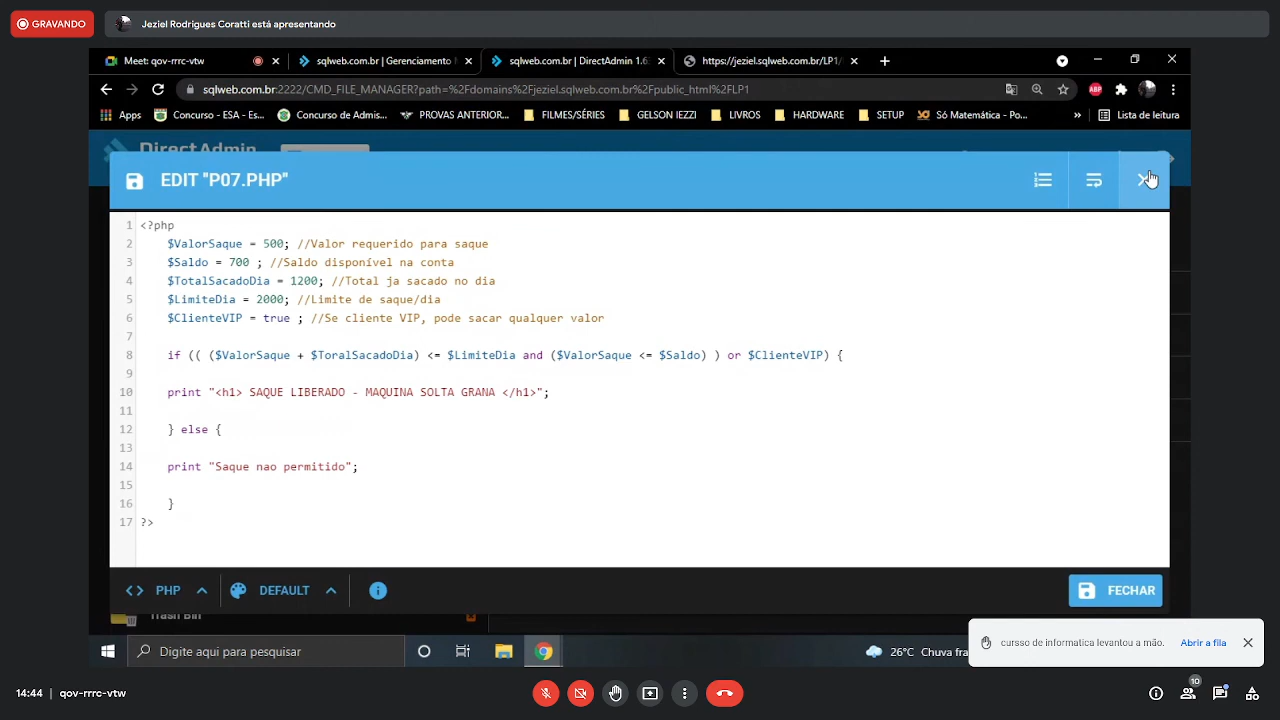 GRAVANDO
Jeziel Rodrigues Coratti está apresentando
Meet: qov-rrrc-vtw
sqlweb.com.br | Gerenciamento
sqlweb.com.br | DirectAdmin 1.6
https://jeziel.sqlweb.com.br/LP1/
sqlweb.com.br:2222/CMD_FILE_MANAGER?path=%2Fdomains%2Fjeziel.sqlweb.com.br%2Fpublic_html%2FLP1
ABP
Apps
Concurso - ESA - Es...
Concurso de Admis...
PROVAS ANTERIOR...
FILMES/SÉRIES
GELSON IEZZI
LIVROS
HARDWARE
SETUP
Só Matemática - Po...
»
Lista de leitura
DirectAdmin
EDIT "P07.PHP"
1 <?php
2 $ValorSaque = 500; //Valor requerido para saque
3 $Saldo = 700 ; //Saldo disponível na conta
4 $TotalSacadoDia = 1200; //Total ja sacado no dia
5 $LimiteDia = 2000; //Limite de saque/dia
6 $ClienteVIP = true ; //Se cliente VIP, pode sacar qualquer valor
7
8 if (( ($ValorSaque + $ToralSacadoDia) <= $LimiteDia and ($ValorSaque <= $Saldo) ) or $ClienteVIP) {
9
10 print "<h1> SAQUE LIBERADO - MAQUINA SOLTA GRANA </h1>";
11
12 } else {
13
14 print "Saque nao permitido";
15
16 }
17 ?>
PHP
DEFAULT
FECHAR
Trash Bin
Digite aqui para pesquisar
26°C Chuva fra
cursso de informatica levantou a mão.
Abrir a fila
14:44 | qov-rrrc-vtw
10